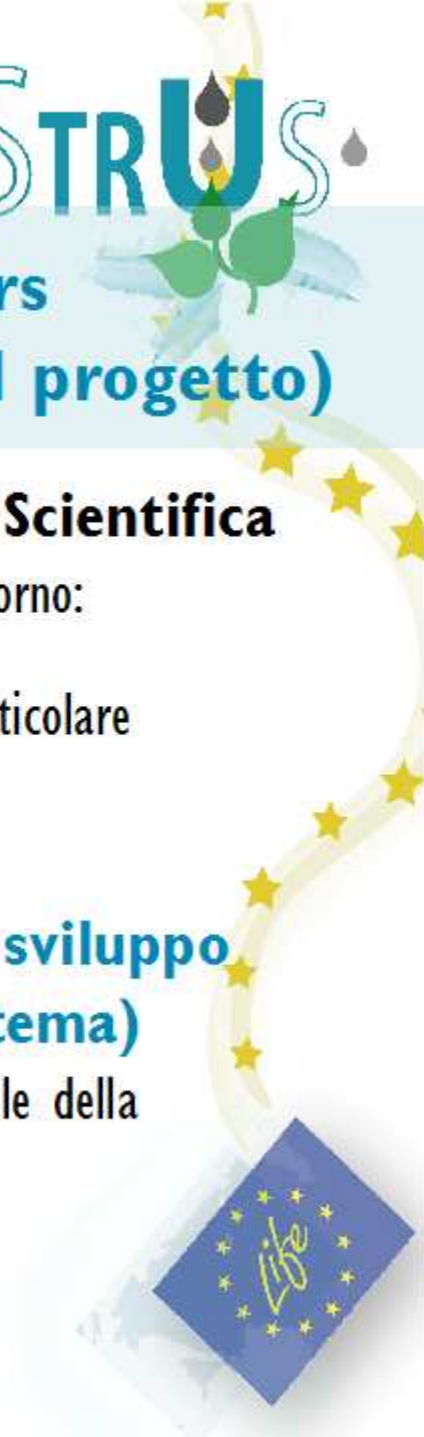 STRUS
rs
l progetto)
Scientifica
orno:
ticolare
sviluppo
tema)
le della
Life